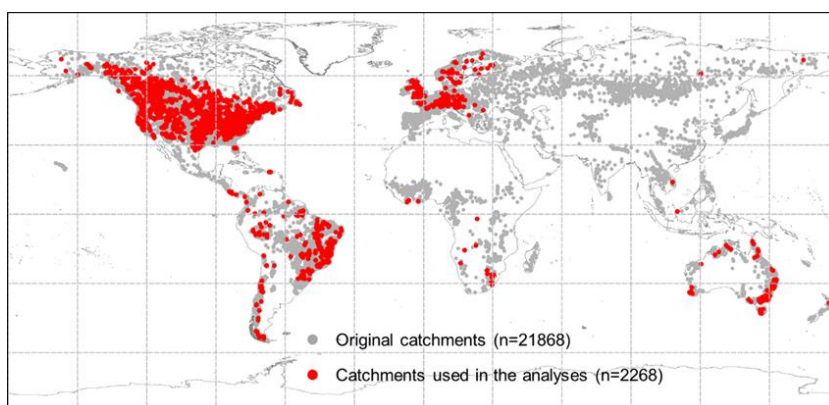 Original catchments (n=21868)
Catchments used in the analyses (n=2268)